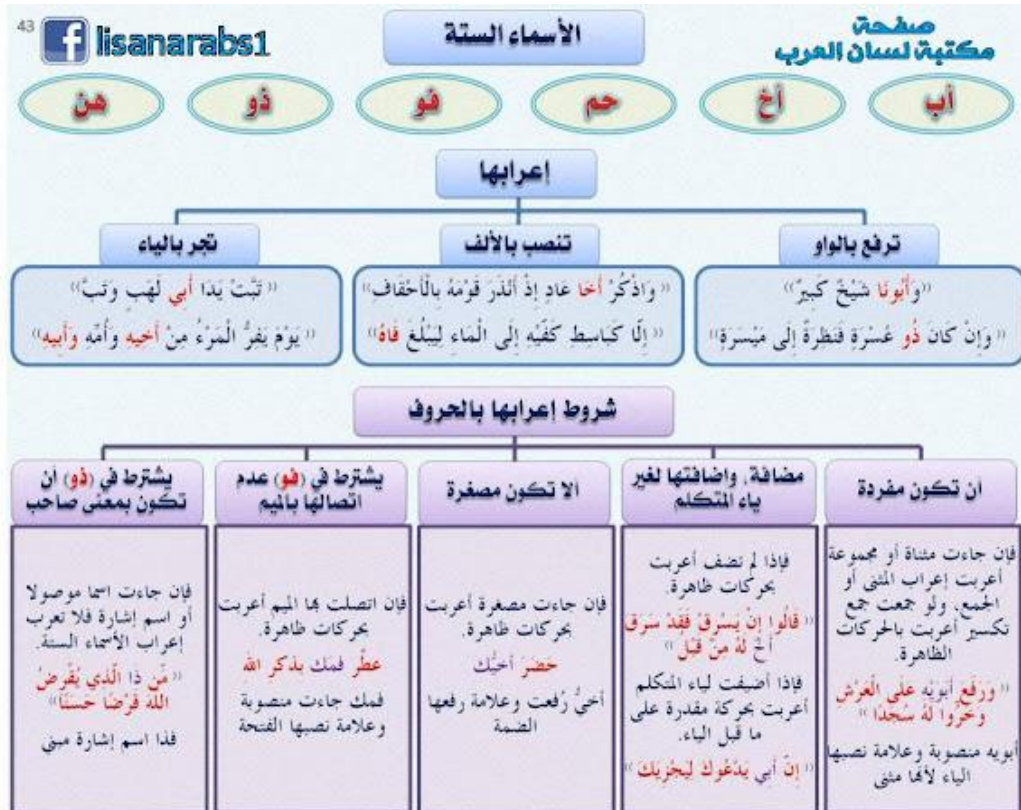 43
lisanarabs1
الأسماء الستة
صفحة
مكتبة لسان العرب
أب
أخ
حم
فو
ذو
هن
إعرابها
ترفع بالواو
«وَأَبُونَا شَيْخٌ كَبِيرٌ»
«وَإِنْ كَانَ ذُو عُسْرَةٍ فَنَظِرَةٌ إِلَى مَيْسَرَةٍ»
تنصب بالألف
«وَاذْكُرْ أَخَا عَادٍ إِذْ أَنْذَرَ قَوْمَهُ بِالْأَحْقَافِ»
«إِلَّا كَبَاسِطِ كَفَّيْهِ إِلَى الْمَاءِ لِيَبْلُغَ فَاهُ»
تجر بالياء
«تَبَّتْ يَدَا أَبِي لَهَبٍ وَتَبَّ»
«يَوْمَ يَفِرُّ الْمَرْءُ مِنْ أَخِيهِ وَأُمِّهِ وَأَبِيهِ»
شروط إعرابها بالحروف
أن تكون مفردة
فإن جاءت مثناة أو مجموعة
أعربت إعراب المثنى أو
الجمع، ولو جمعت جمع
تكسير أعربت بالحركات
الظاهرة.
«وَرَفَعَ أَبَوَيْهِ عَلَى الْعَرْشِ
وَخَرُّوا لَهُ سُجَّدًا»
أبويه منصوبة وعلامة نصبها
الياء لأنها مثنى
مضافة، وإضافتها لغير
ياء المتكلم
فإذا لم تضف أعربت
بحركات ظاهرة.
«قَالُوا إِنْ يَسْرِقْ فَقَدْ سَرَقَ
أَخٌ لَهُ مِنْ قَبْلُ»
فإذا أضيفت لياء المتكلم
أعربت بحركة مقدرة على
ما قبل الياء.
«إِنَّ أَبِي يَدْعُوكَ لِيَجْزِيَكَ»
ألا تكون مصغرة
فإن جاءت مصغرة أعربت
بحركات ظاهرة.
حَضَرَ أُخَيُّك
أخيُّ رُفعت وعلامة رفعها
الضمة
يشترط في (فو) عدم
اتصالها بالميم
فإن اتصلت بها الميم أعربت
بحركات ظاهرة.
عطِّر فمَك بذكر الله
فمك جاءت منصوبة
وعلامة نصبها الفتحة
يشترط في (ذو) أن
تكون بمعنى صاحب
فإن جاءت اسما موصولا
أو اسم إشارة فلا تعرب
إعراب الأسماء الستة.
«مَّن ذَا الَّذِي يُقْرِضُ
اللَّهَ قَرْضًا حَسَنًا»
فذا اسم إشارة مبني